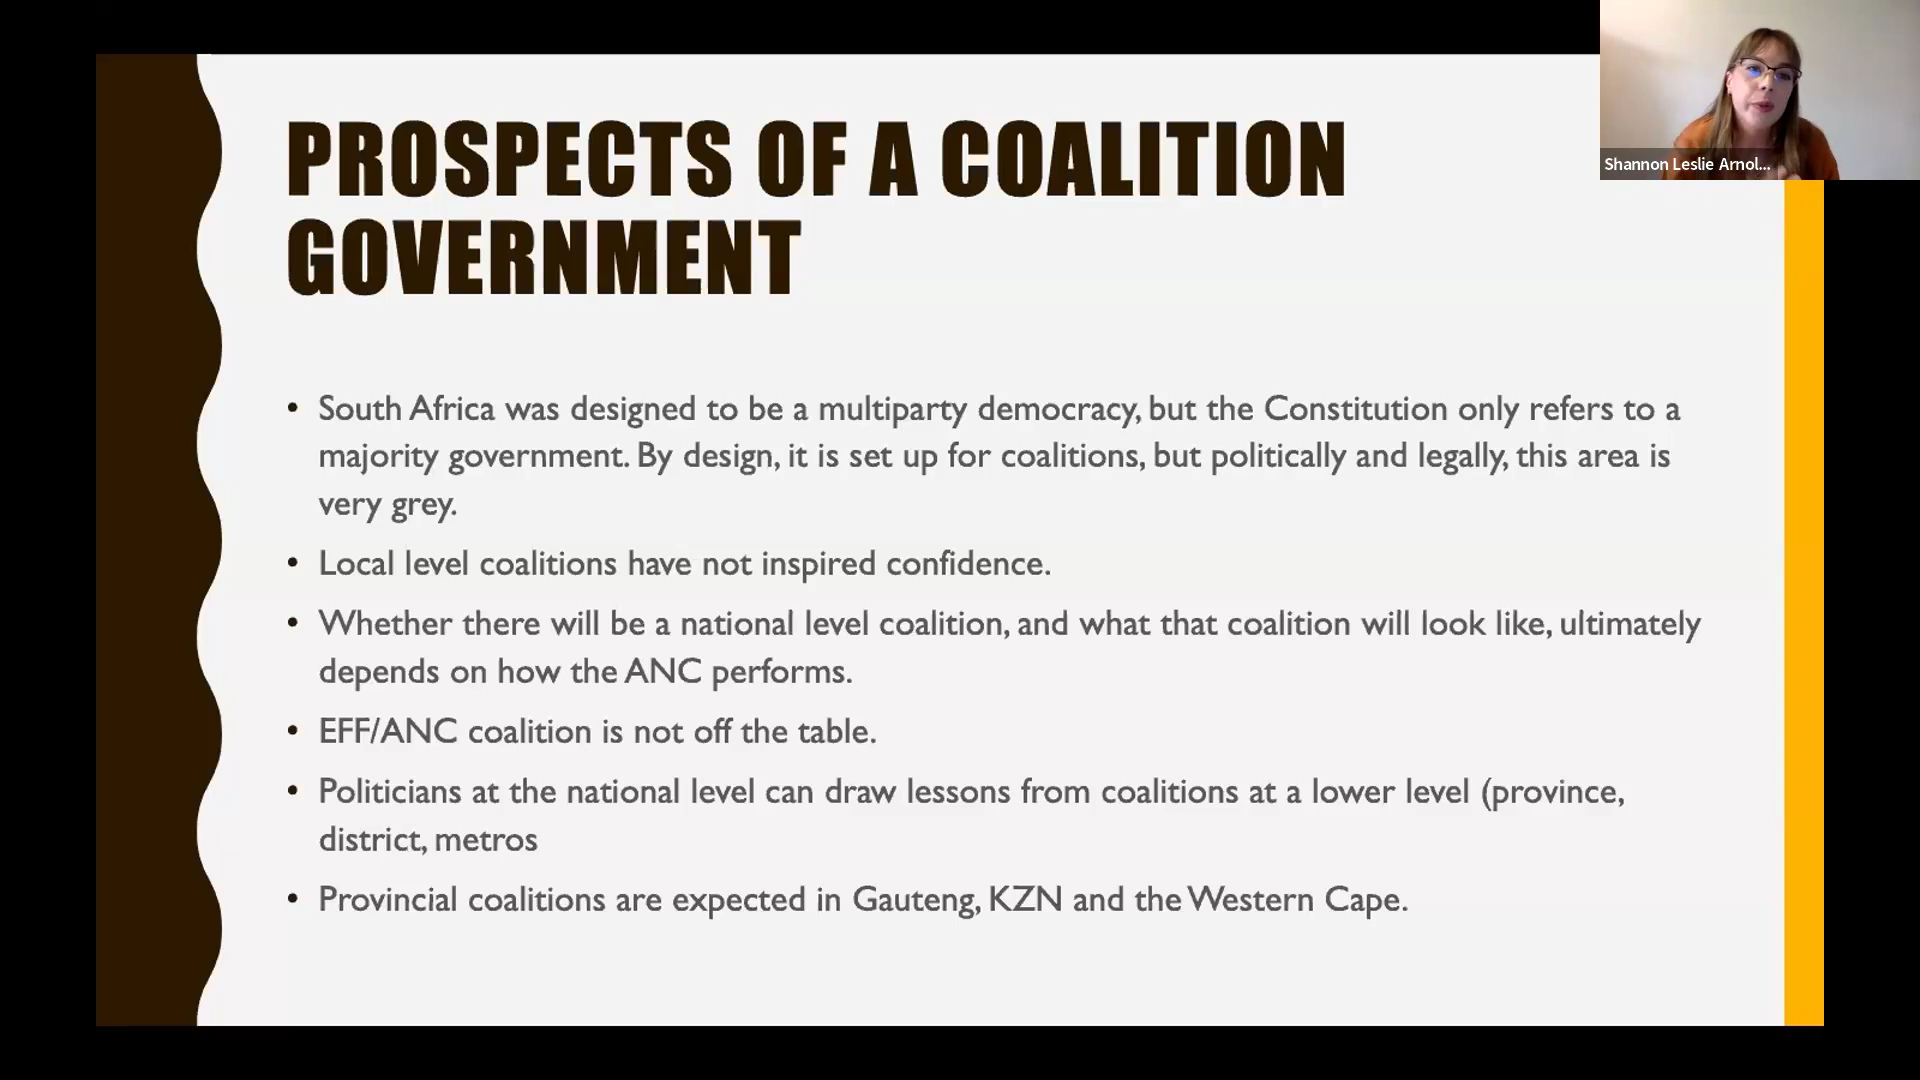 PROSPECTS OF A COALITION
GOVERNMENT
• South Africa was designed to be a multiparty democracy, but the Constitution only refers to a
majority government. By design, it is set up for coalitions, but politically and legally, this area is
very grey.
• Local level coalitions have not inspired confidence.
• Whether there will be a national level coalition, and what that coalition will look like, ultimately
depends on how the ANC performs.
• EFF/ANC coalition is not off the table.
• Politicians at the national level can draw lessons from coalitions at a lower level (province,
district, metros
• Provincial coalitions are expected in Gauteng, KZN and the Western Cape.
Shannon Leslie Arnol...